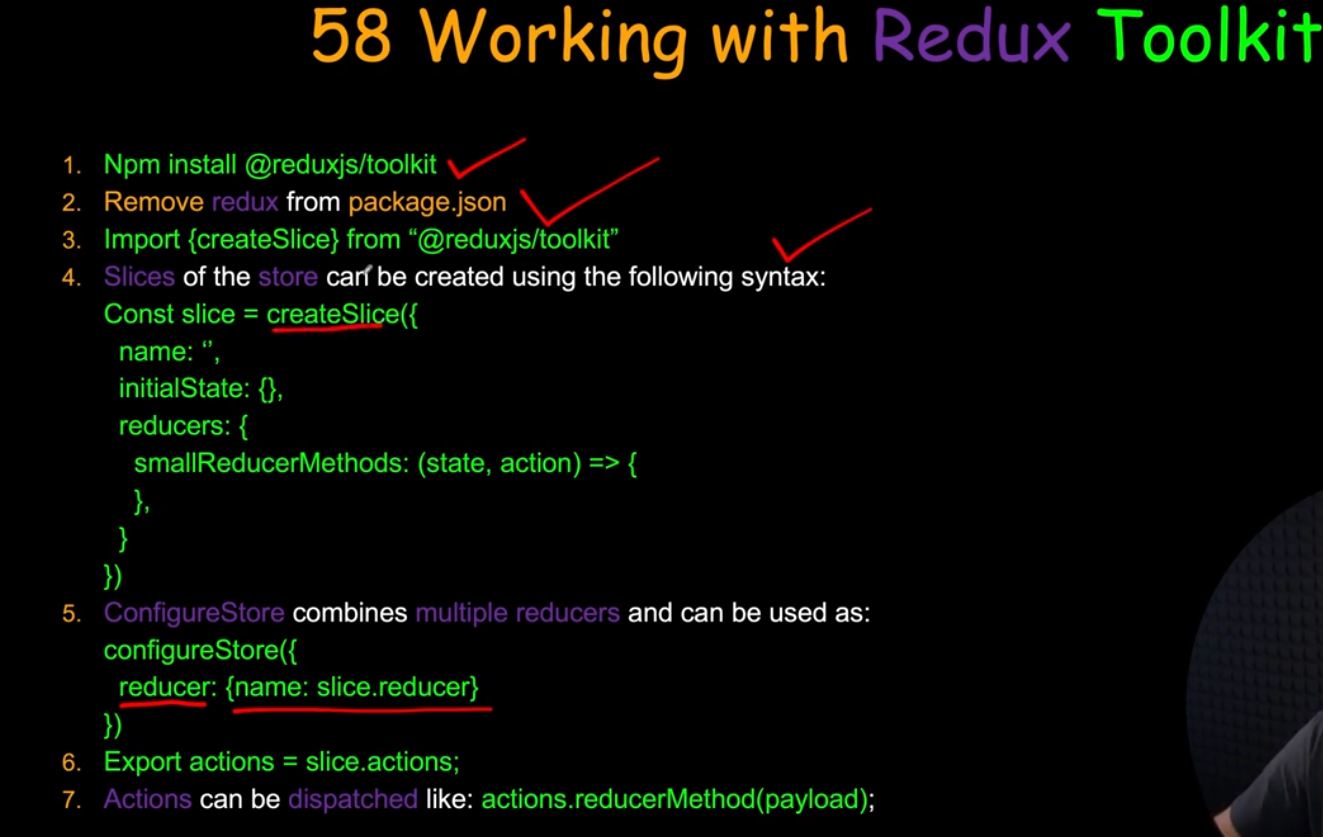 58 Working with Redux Toolkit
1. Npm install @reduxjs/toolkit
2. Remove redux from package.json
3. Import {createSlice} from “@reduxjs/toolkit”
4. Slices of the store can be created using the following syntax:
Const slice = createSlice({
name: ‘’,
initialState: {},
reducers: {
smallReducerMethods: (state, action) => {
},
}
})
5. ConfigureStore combines multiple reducers and can be used as:
configureStore({
reducer: {name: slice.reducer}
})
6. Export actions = slice.actions;
7. Actions can be dispatched like: actions.reducerMethod(payload);